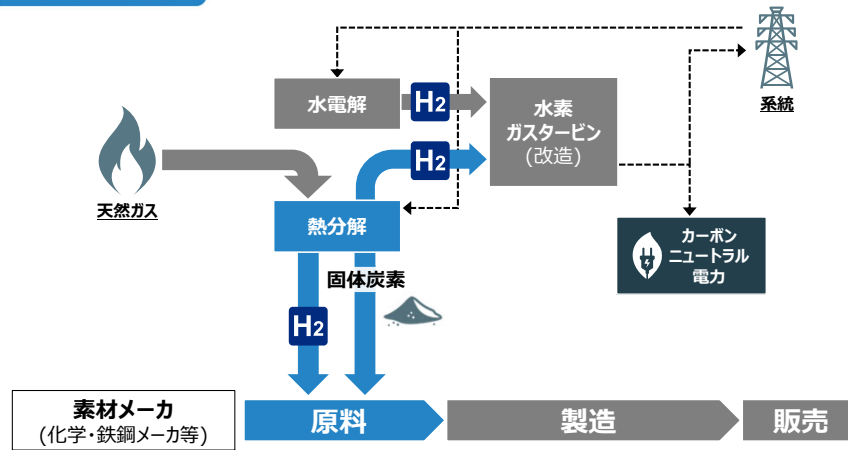 系統
水電解
H2
水素
ガスタービン
(改造)
H2
天然ガス
熱分解
カーボン
ニュートラル
電力
固体炭素
H2
素材メーカ
(化学・鉄鋼メーカ等)
原料
製造
販売